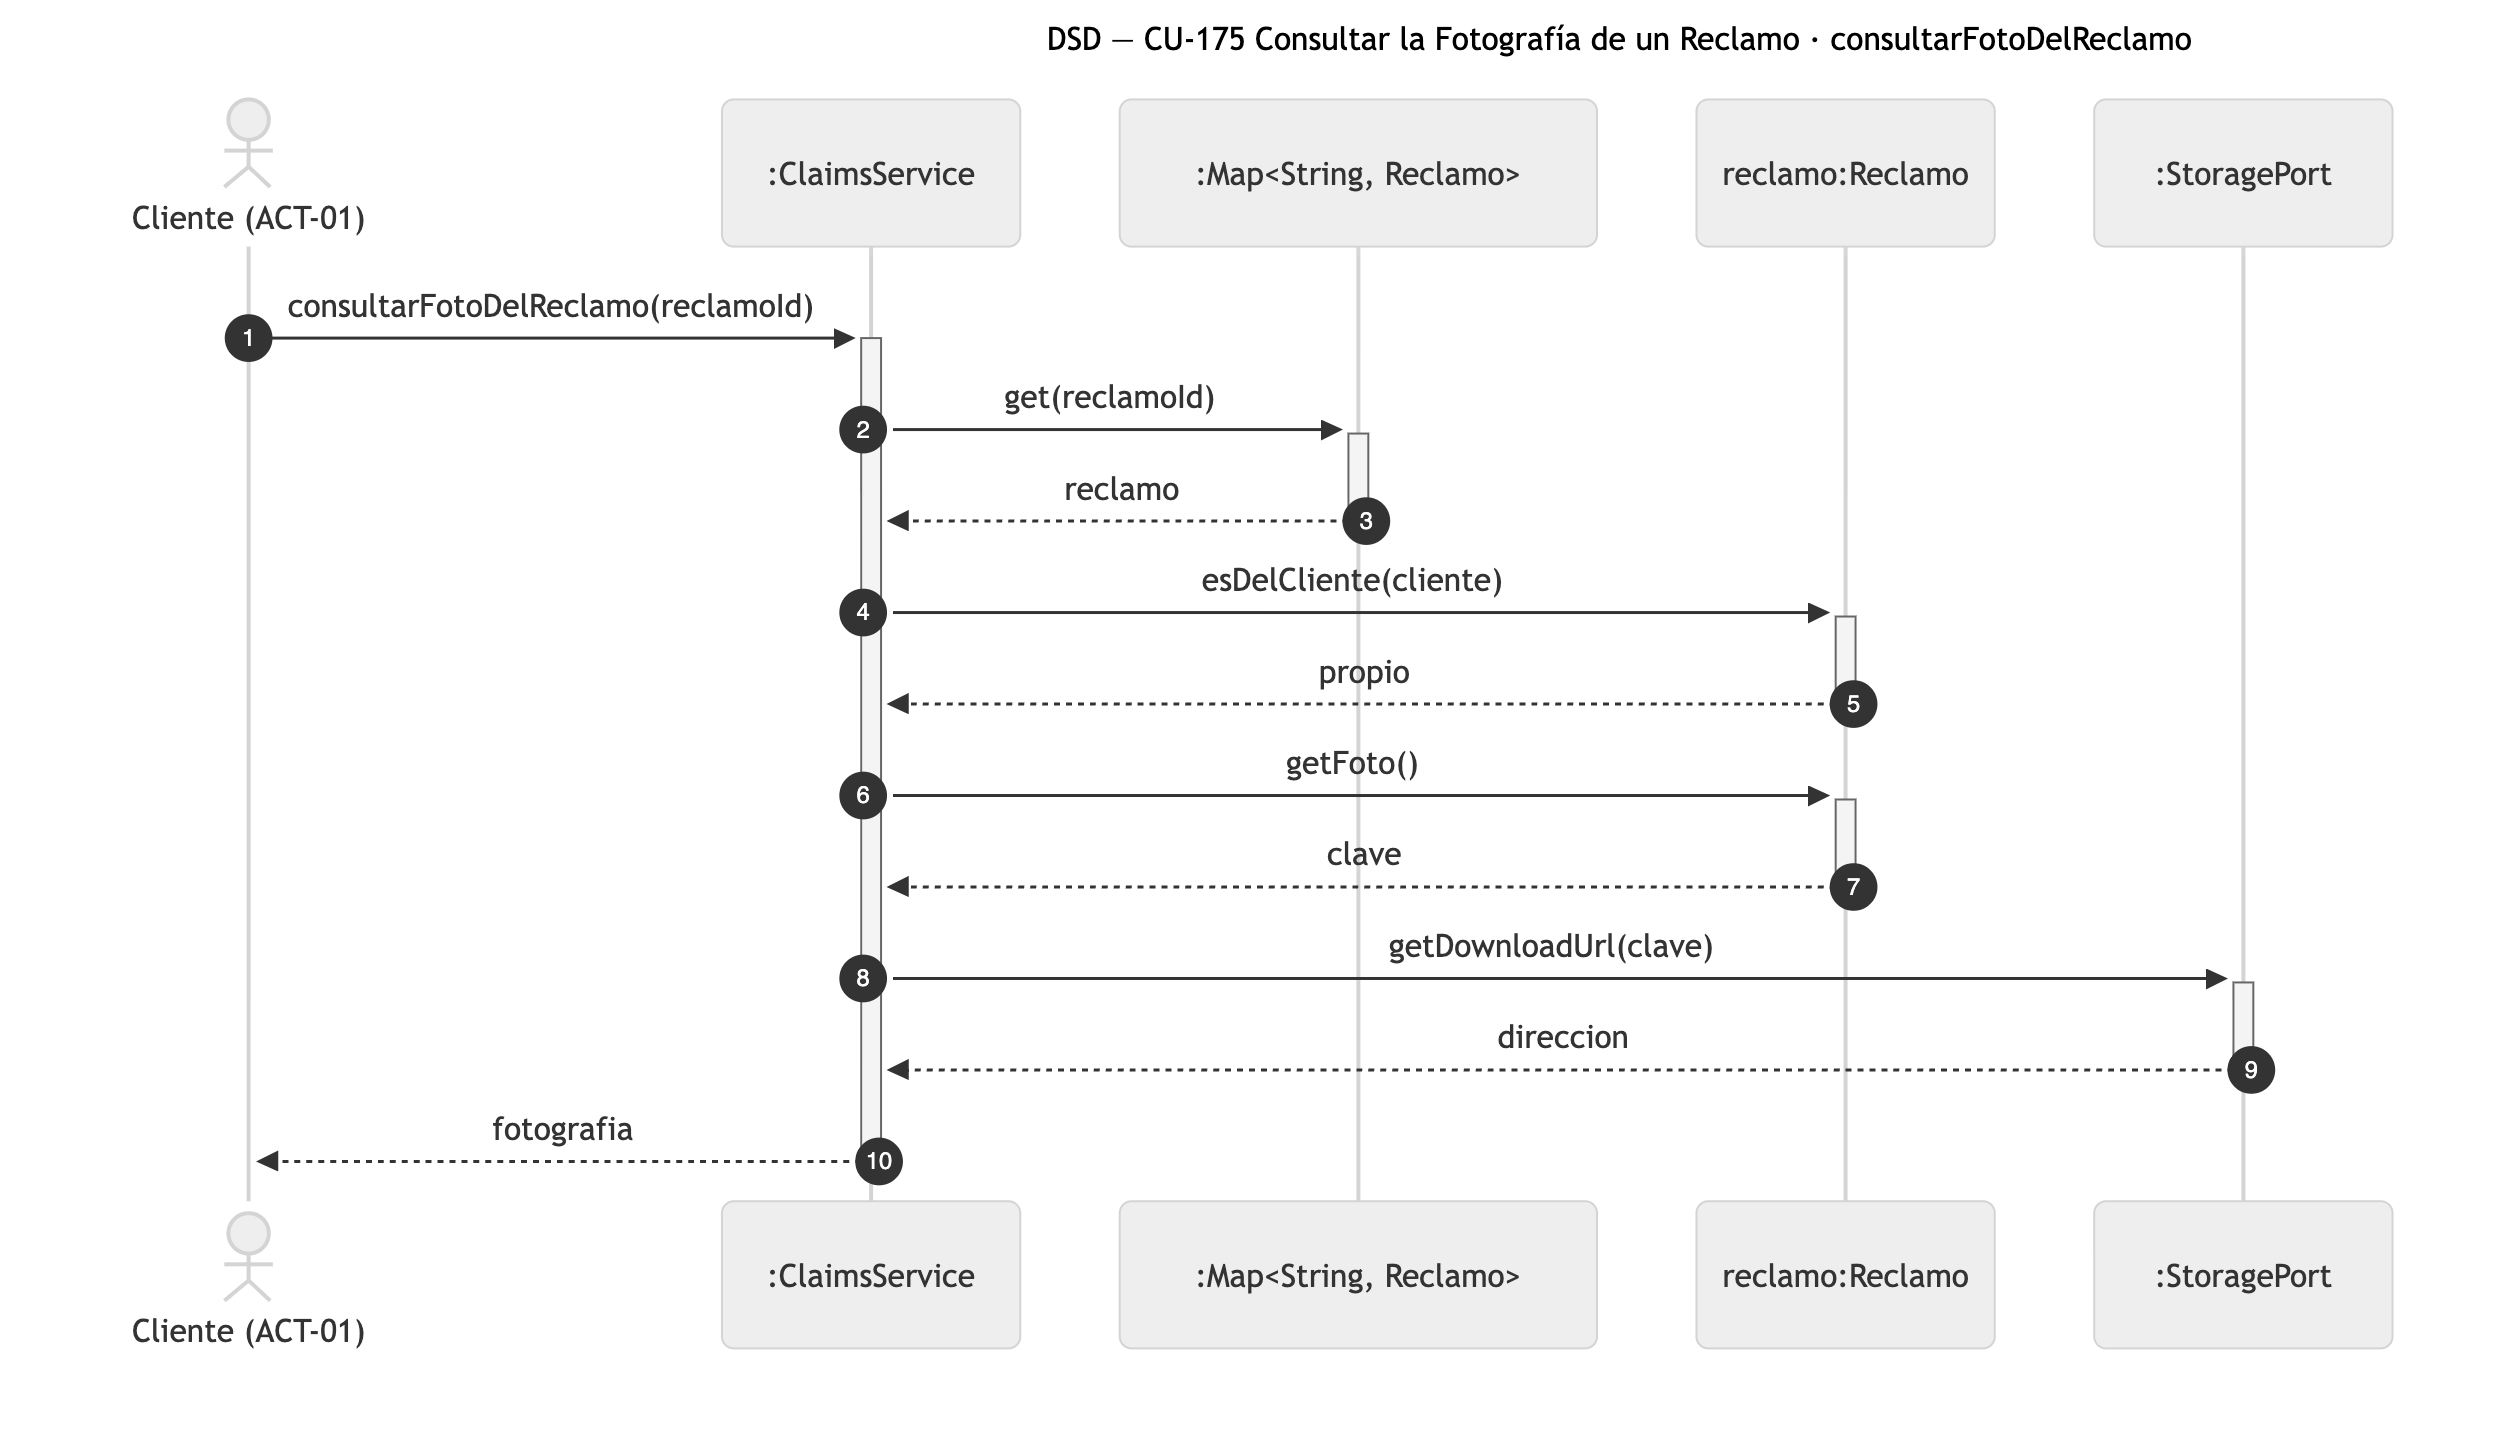 DSD — CU-175 Consultar la Fotografía de un Reclamo · consultarFotoDelReclamo
Cliente (ACT-01)
:ClaimsService
:Map<String, Reclamo>
reclamo:Reclamo
:StoragePort
consultarFotoDelReclamo(reclamoId)
1
get(reclamoId)
2
reclamo
3
esDelCliente(cliente)
4
propio
5
getFoto()
6
clave
7
getDownloadUrl(clave)
8
direccion
9
fotografia
10
Cliente (ACT-01)
:ClaimsService
:Map<String, Reclamo>
reclamo:Reclamo
:StoragePort